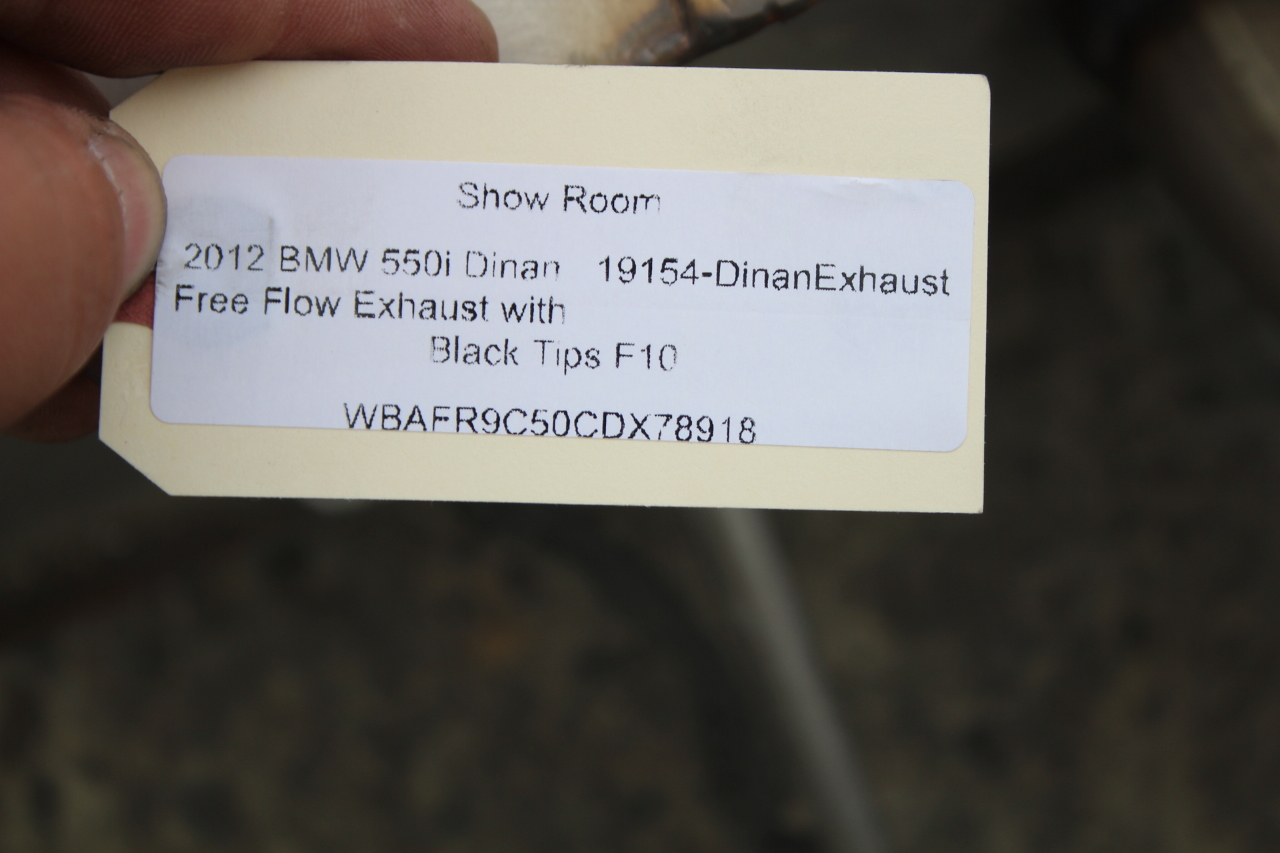 Show Room
2012 BMW 550i Dinan 19154-DinanExhaust
Free Flow Exhaust with
Black Tips F10
WBAFR9C50CDX78918